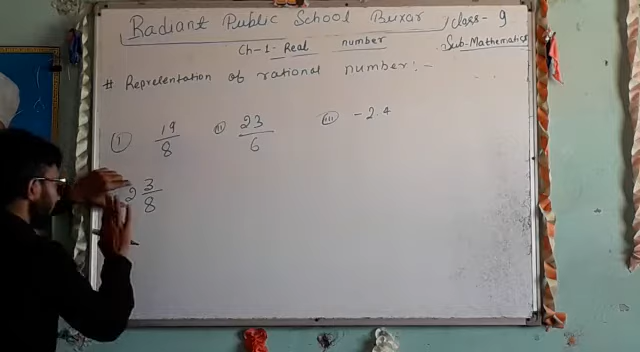 Radiant Public School Buxar / class - 9
Ch-1. Real number Sub-Mathematics
# Representation of rational number:-
(i) 19/8 (ii) 23/6 (iii) -2.4
2 3/8